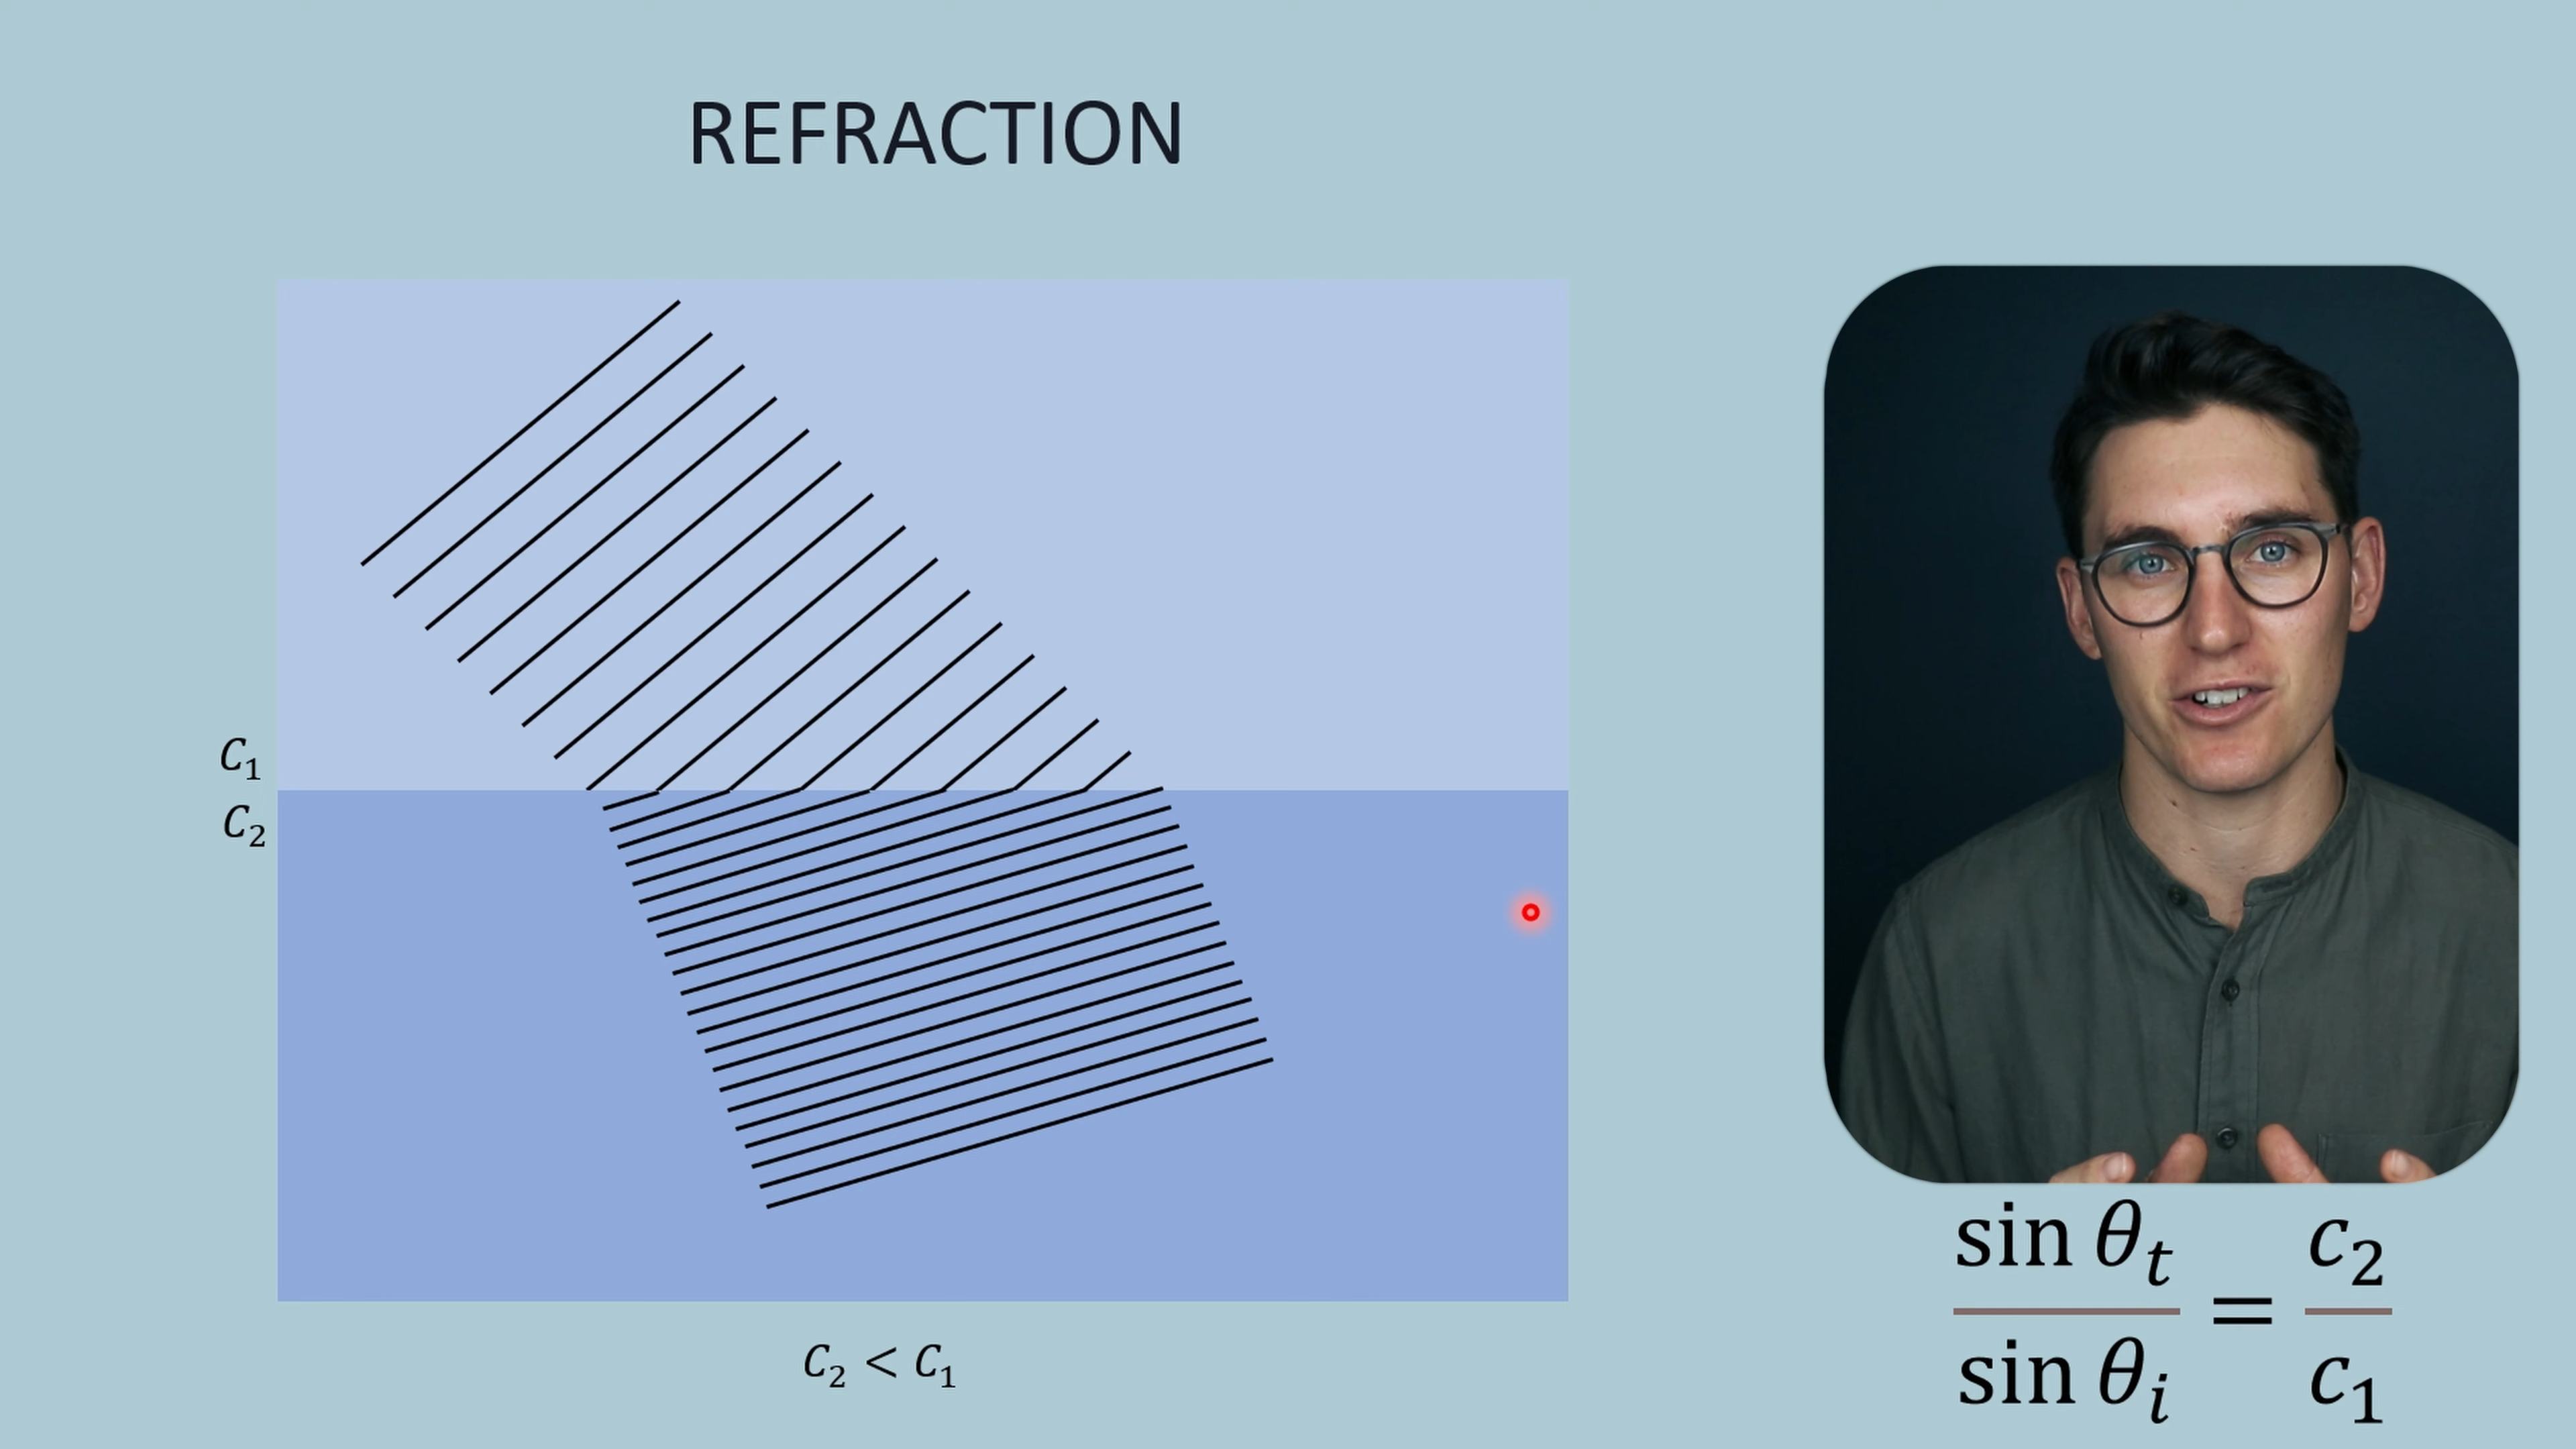 REFRACTION
C₁
C₂
C₂ < C₁
sin θₜ / sin θᵢ = c₂ / c₁